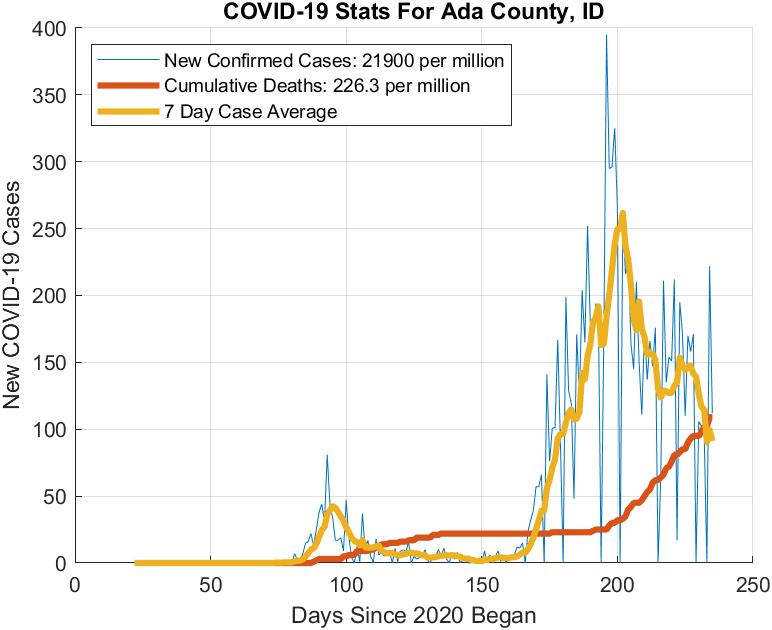 COVID-19 Stats For Ada County, ID
New Confirmed Cases: 21900 per million
Cumulative Deaths: 226.3 per million
7 Day Case Average
New COVID-19 Cases
400
350
300
250
200
150
100
50
0
0 50 100 150 200 250
Days Since 2020 Began